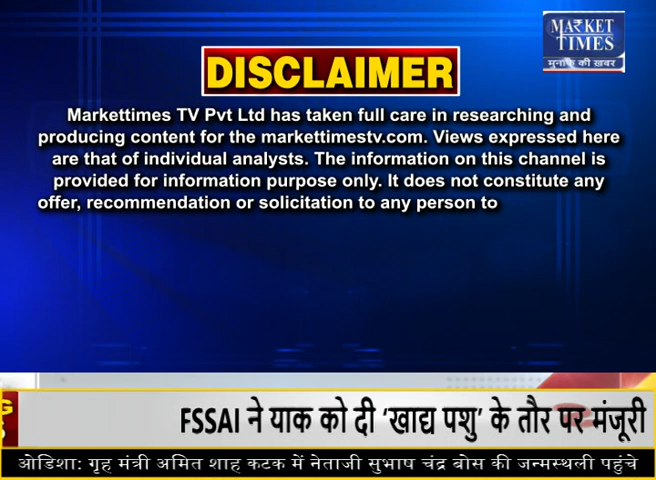 MARKET
TIMES
मुनाफे की ख़बर
DISCLAIMER
Markettimes TV Pvt Ltd has taken full care in researching and
producing content for the markettimestv.com. Views expressed here
are that of individual analysts. The information on this channel is
provided for information purpose only. It does not constitute any
offer, recommendation or solicitation to any person to
FSSAI ने याक को दी ‘खाद्य पशु’ के तौर पर मंजूरी
ओडिशा: गृह मंत्री अमित शाह कटक में नेताजी सुभाष चंद्र बोस की जन्मस्थली पहुंचे